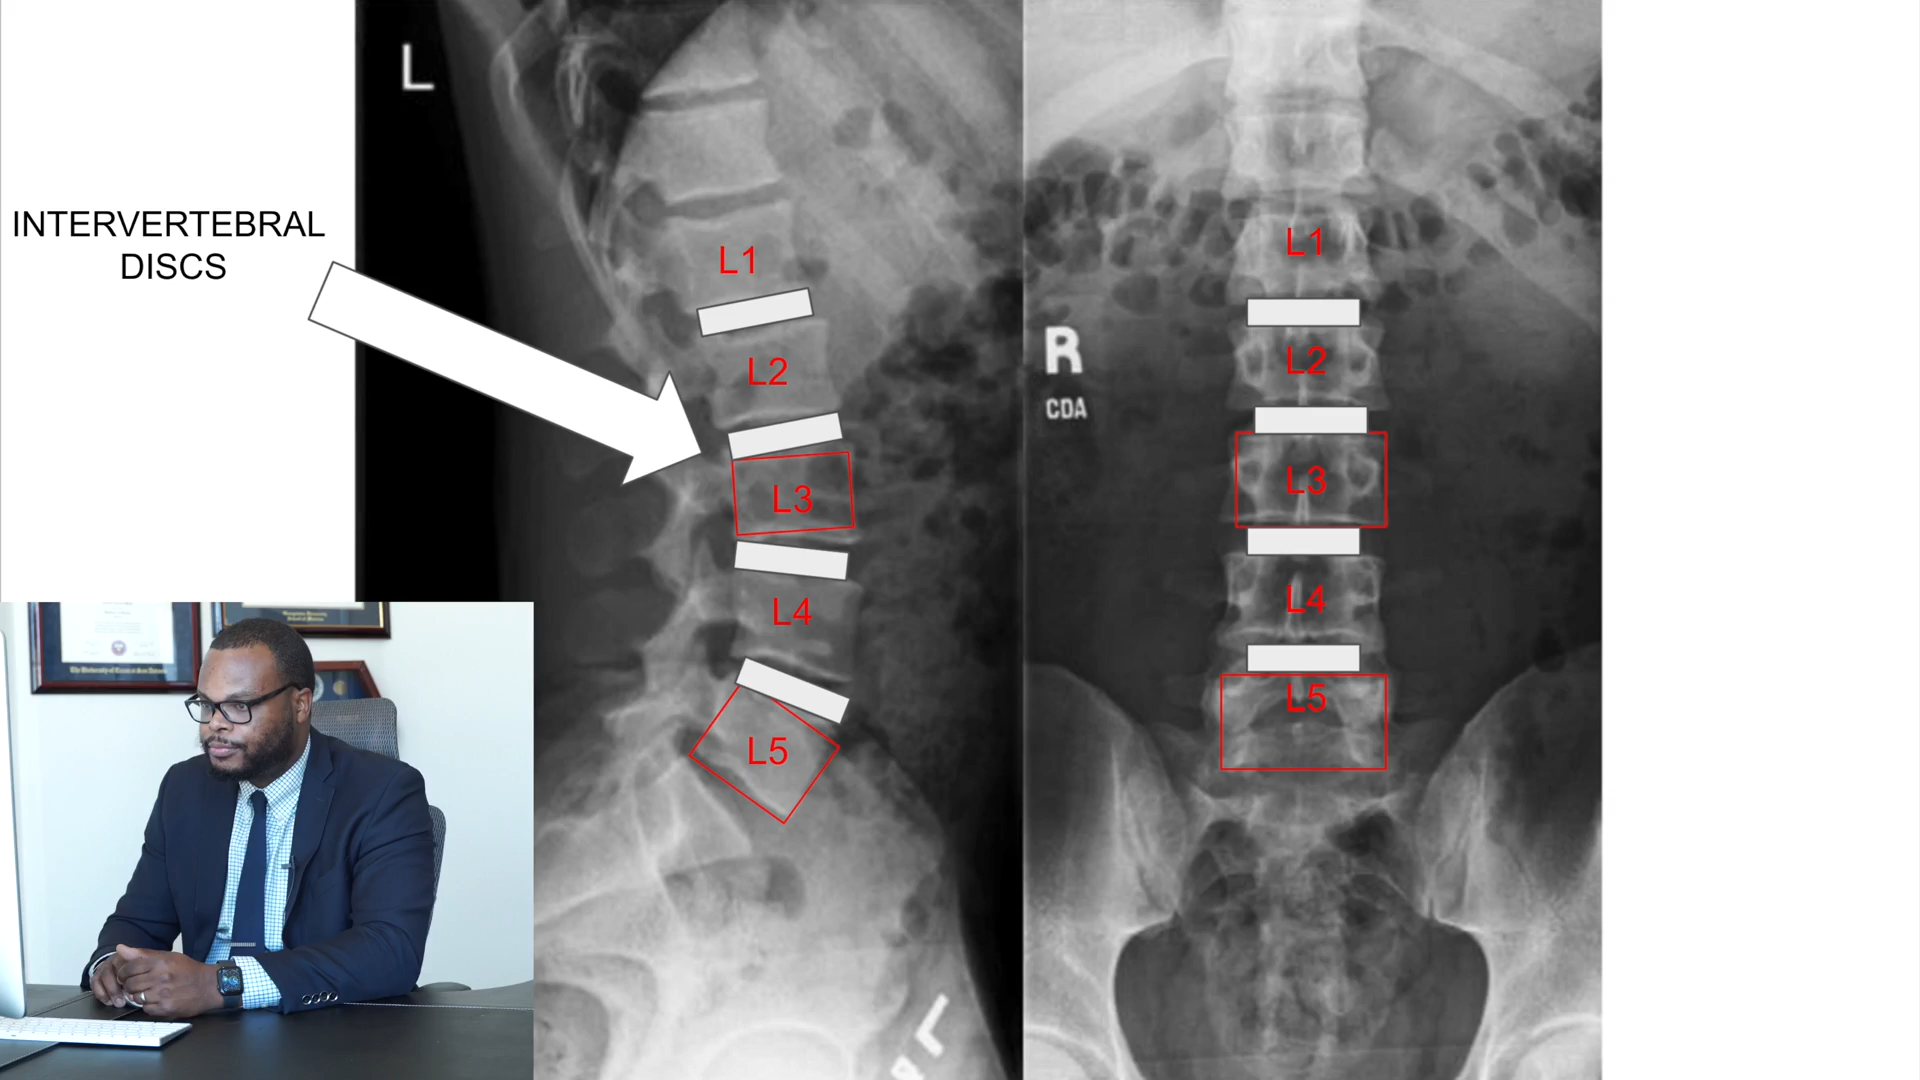 L
INTERVERTEBRAL
DISCS
L1
L2
L3
L4
L5
L1
R
CDA
L2
L3
L4
L5
L